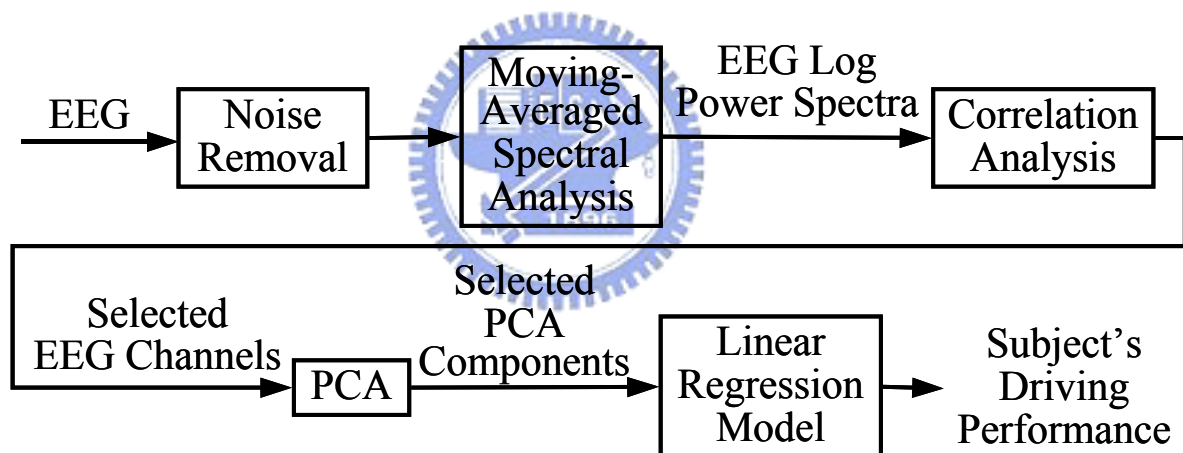 EEG
Noise
Removal
Moving-
Averaged
Spectral
Analysis
EEG Log
Power Spectra
Correlation
Analysis
Selected
EEG Channels
PCA
Selected
PCA
Components
Linear
Regression
Model
Subject's
Driving
Performance
1896